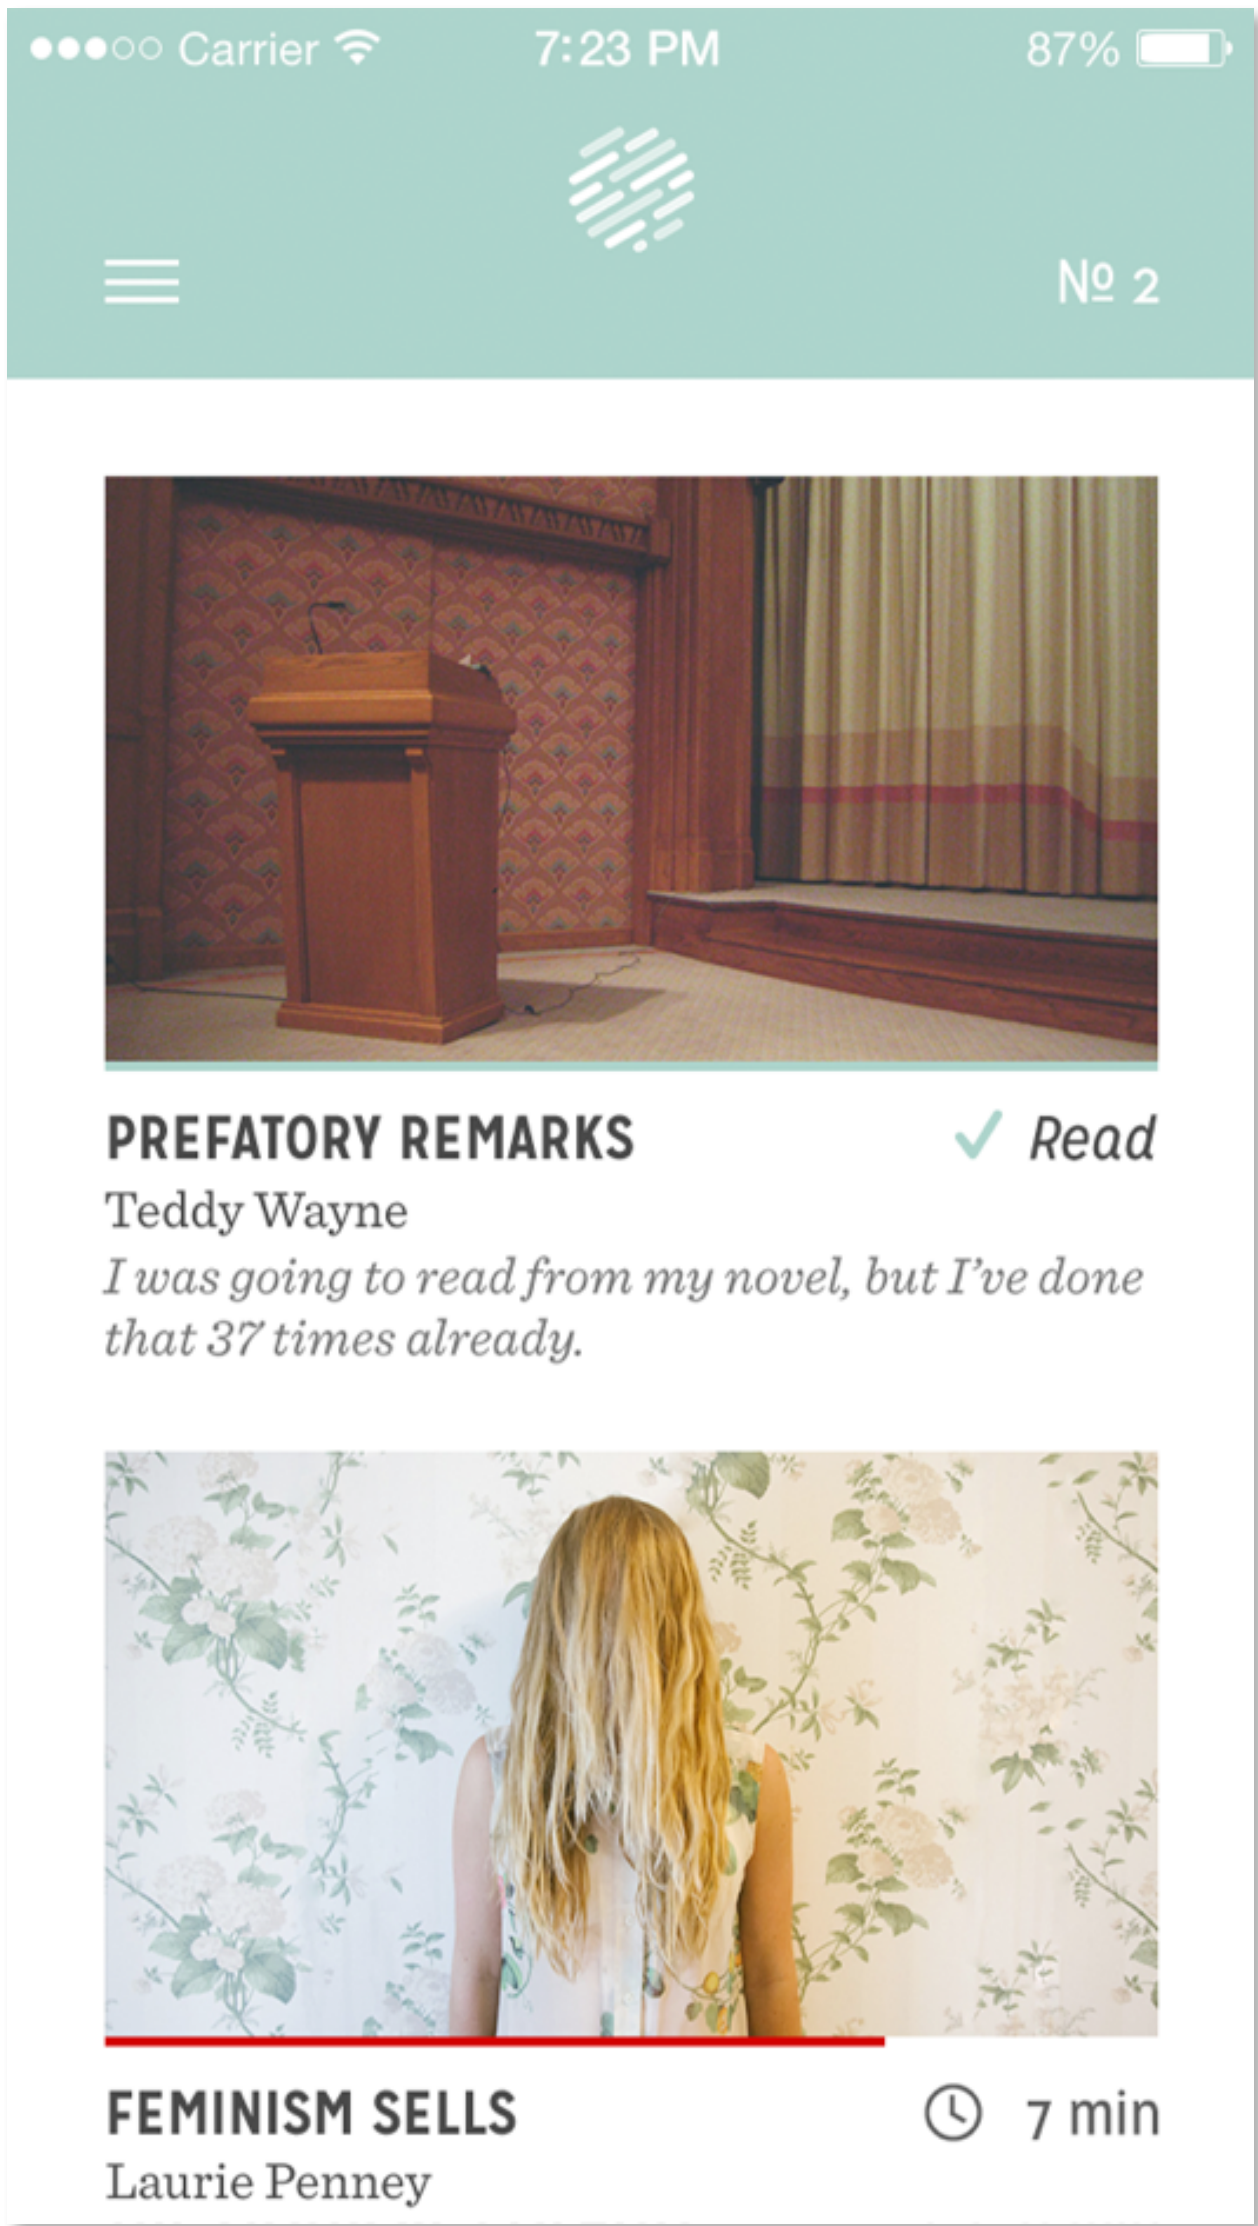 Carrier 7:23 PM 87%
Nº 2
PREFATORY REMARKS Read
Teddy Wayne
I was going to read from my novel, but I’ve done
that 37 times already.
FEMINISM SELLS 7 min
Laurie Penney